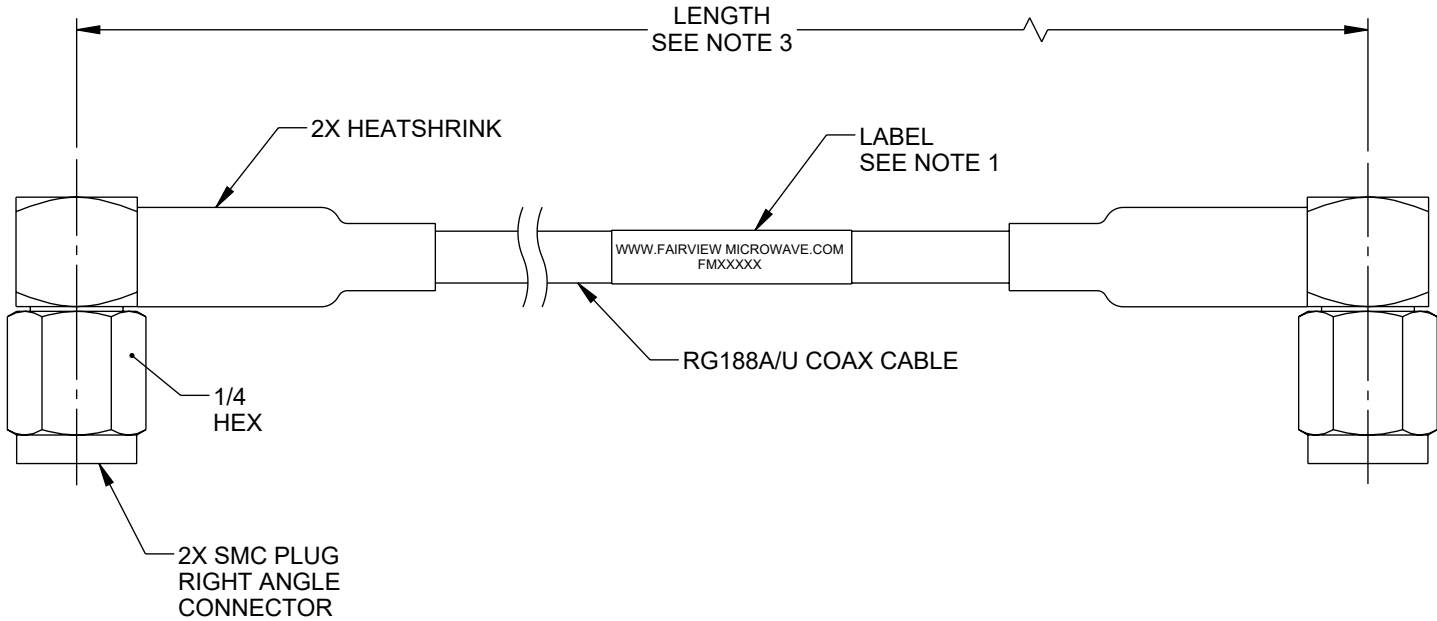 LENGTH
SEE NOTE 3
2X HEATSHRINK
LABEL
SEE NOTE 1
WWW.FAIRVIEW MICROWAVE.COM
FMXXXXX
RG188A/U COAX CABLE
1/4
HEX
2X SMC PLUG
RIGHT ANGLE
CONNECTOR